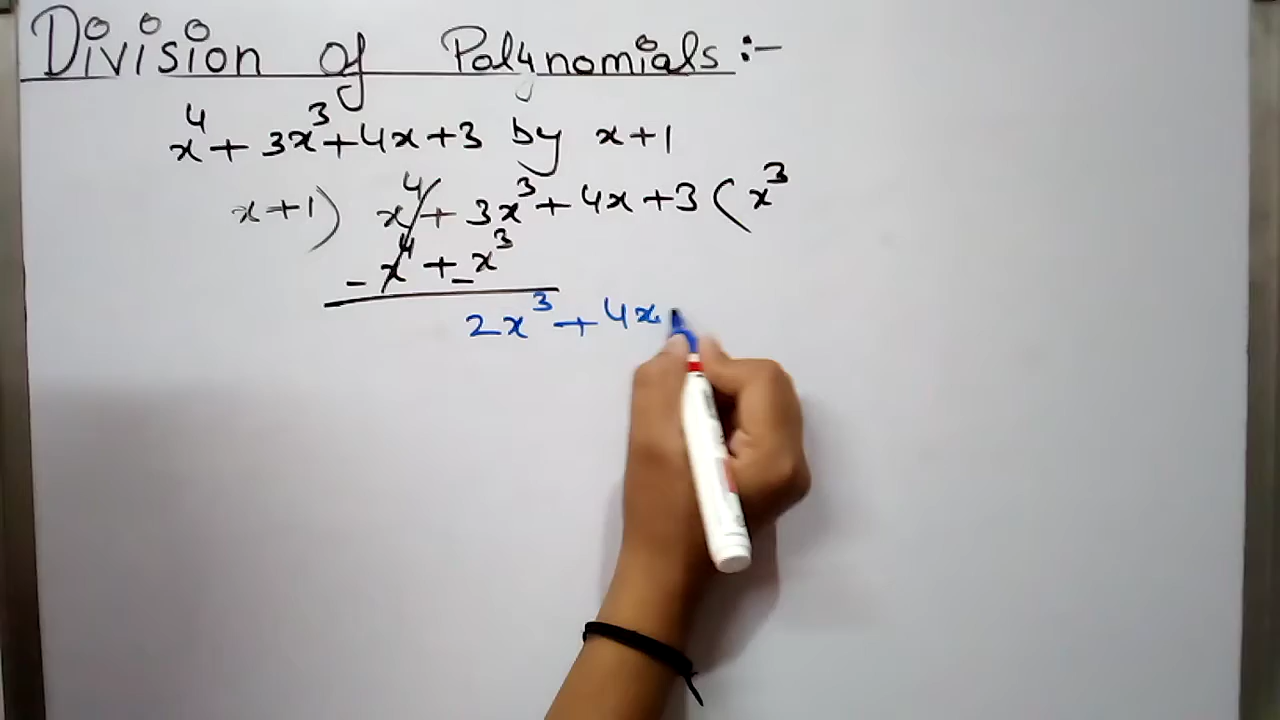 Division of Polynomials :-
x⁴ + 3x³ + 4x + 3 by x + 1
x + 1) x⁴ + 3x³ + 4x + 3 (x³
- x⁴ + - x³
2x³ + 4x